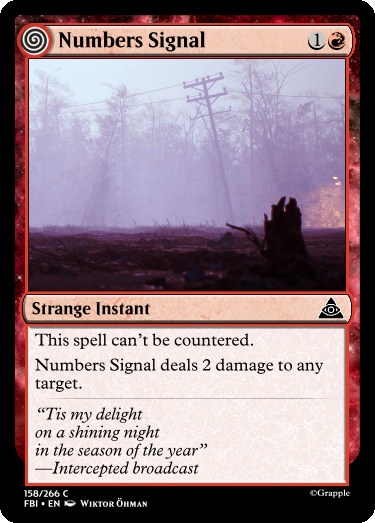 Numbers Signal 1
Strange Instant
This spell can't be countered.
Numbers Signal deals 2 damage to any
target.
“Tis my delight
on a shining night
in the season of the year”
—Intercepted broadcast
158/266 C
FBI • EN Wiktor Öhman
©Grapple